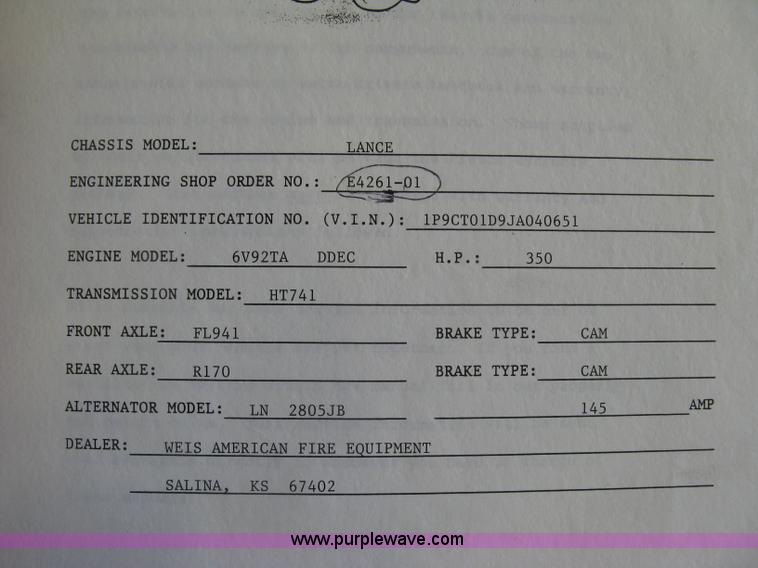 CHASSIS MODEL: LANCE
ENGINEERING SHOP ORDER NO.: E4261-01
VEHICLE IDENTIFICATION NO. (V.I.N.): 1P9CT01D9JA040651
ENGINE MODEL: 6V92TA DDEC H.P.: 350
TRANSMISSION MODEL: HT741
FRONT AXLE: FL941 BRAKE TYPE: CAM
REAR AXLE: R170 BRAKE TYPE: CAM
ALTERNATOR MODEL: LN 2805JB 145 AMP
DEALER: WEIS AMERICAN FIRE EQUIPMENT
SALINA, KS 67402
www.purplewave.com